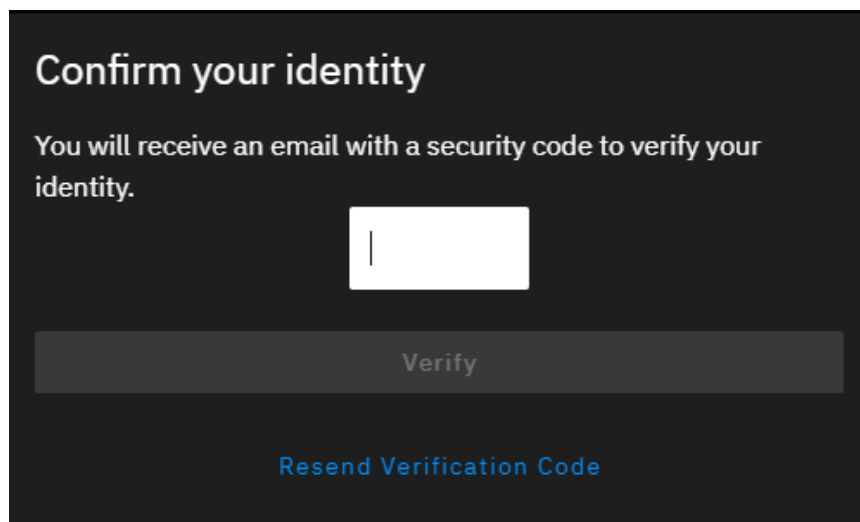 Confirm your identity
You will receive an email with a security code to verify your
identity.
Verify
Resend Verification Code